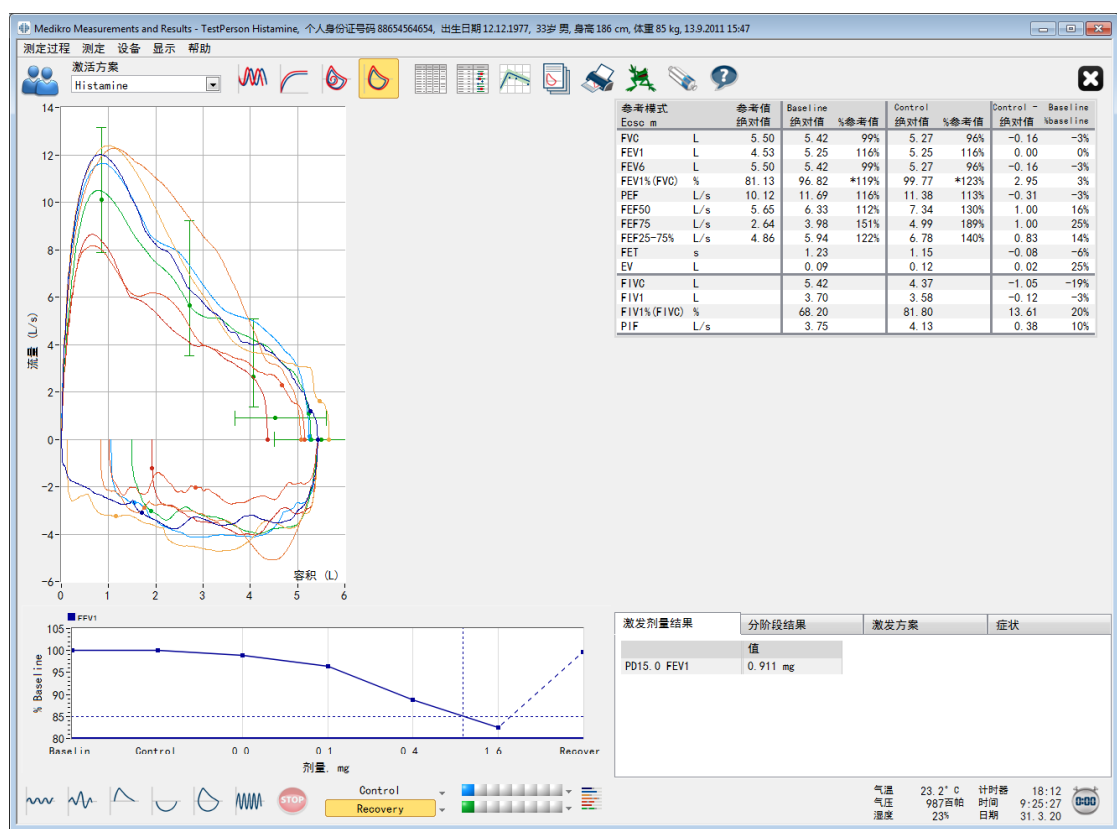 Medikro Measurements and Results - TestPerson Histamine, 个人身份证号码 88654564654, 出生日期 12.12.1977, 33岁 男, 身高 186 cm, 体重 85 kg, 13.9.2011 15:47
测定过程 测定 设备 显示 帮助
激活方案
Histamine
参考模式 参考值 Baseline Control Control - Baseline
Ecsc m 绝对值 绝对值 %参考值 绝对值 %参考值 绝对值 %baseline
FVC L 5.50 5.42 99% 5.27 96% -0.16 -3%
FEV1 L 4.53 5.25 116% 5.25 116% 0.00 0%
FEV6 L 5.50 5.42 99% 5.27 96% -0.16 -3%
FEV1%(FVC) % 81.13 96.82 *119% 99.77 *123% 2.95 3%
PEF L/s 10.12 11.69 116% 11.38 113% -0.31 -3%
FEF50 L/s 5.65 6.33 112% 7.34 130% 1.00 16%
FEF75 L/s 2.64 3.98 151% 4.99 189% 1.00 25%
FEF25-75% L/s 4.86 5.94 122% 6.78 140% 0.83 14%
FET s 1.23 1.15 -0.08 -6%
EV L 0.09 0.12 0.02 25%
FIVC L 5.42 4.37 -1.05 -19%
FIV1 L 3.70 3.58 -0.12 -3%
FIV1%(FIVC) % 68.20 81.80 13.61 20%
PIF L/s 3.75 4.13 0.38 10%
14
12
10
8
6
4
2
0
-2
-4
-6
流量 (L/s)
容积 (L)
0 1 2 3 4 5 6
FEV1
105
100
95
90
85
80
% Baseline
Baselin Control 0.0 0.1 0.4 1.6 Recover
剂量, mg
激发剂量结果 分阶段结果 激发方案 症状
值
PD15.0 FEV1 0.911 mg
STOP
Control
Recovery
气温 23.2° C 计时器 18:12
气压 987百帕 时间 9:25:27
湿度 23% 日期 31.3.20
0:00